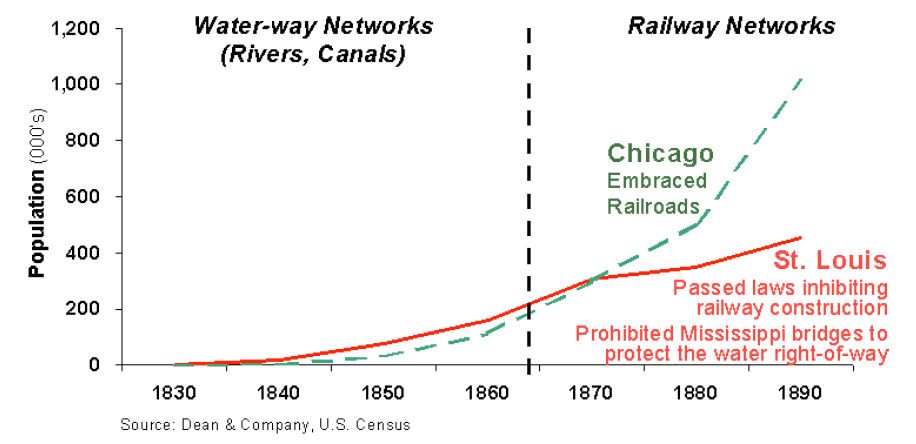 Water-way Networks
(Rivers, Canals)
Railway Networks
Population (000's)
1,200
1,000
800
600
400
200
0
Chicago
Embraced
Railroads
St. Louis
Passed laws inhibiting
railway construction
Prohibited Mississippi bridges to
protect the water right-of-way
1830 1840 1850 1860 1870 1880 1890
Source: Dean & Company, U.S. Census